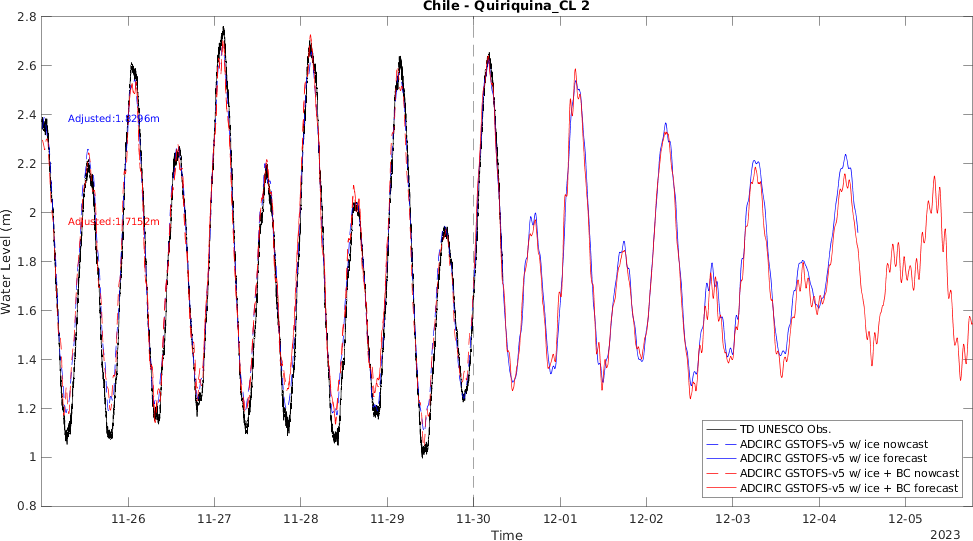 Chile - Quiriquina_CL 2
Water Level (m)
2.8
2.6
2.4
2.2
2
1.8
1.6
1.4
1.2
1
0.8
Adjusted:1.8296m
Adjusted:1.7152m
TD UNESCO Obs.
ADCIRC GSTOFS-v5 w/ ice nowcast
ADCIRC GSTOFS-v5 w/ ice forecast
ADCIRC GSTOFS-v5 w/ ice + BC nowcast
ADCIRC GSTOFS-v5 w/ ice + BC forecast
11-26 11-27 11-28 11-29 11-30 12-01 12-02 12-03 12-04 12-05
Time
2023